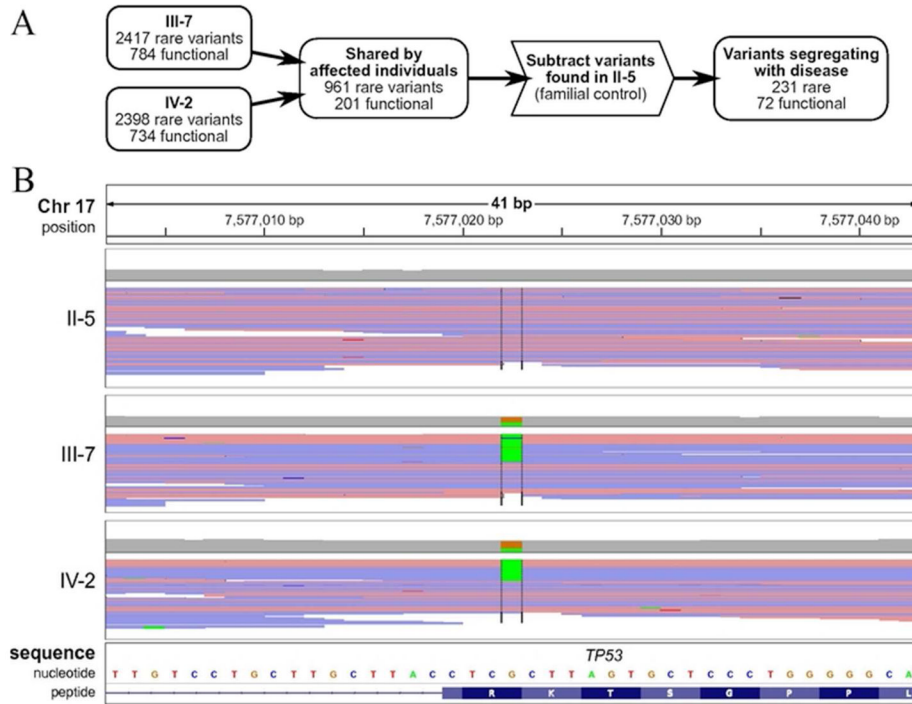 A
III-7
2417 rare variants
784 functional
IV-2
2398 rare variants
734 functional
Shared by
affected individuals
961 rare variants
201 functional
Subtract variants
found in II-5
(familial control)
Variants segregating
with disease
231 rare
72 functional
B
Chr 17
position
41 bp
7,577,010 bp 7,577,020 bp 7,577,030 bp 7,577,040 bp
II-5
III-7
IV-2
sequence
TP53
nucleotide T T G T C C T G C T T G C T T A C C T C G C T T A G T G C T C C C T G G G G G C A
peptide R K T S G P P L